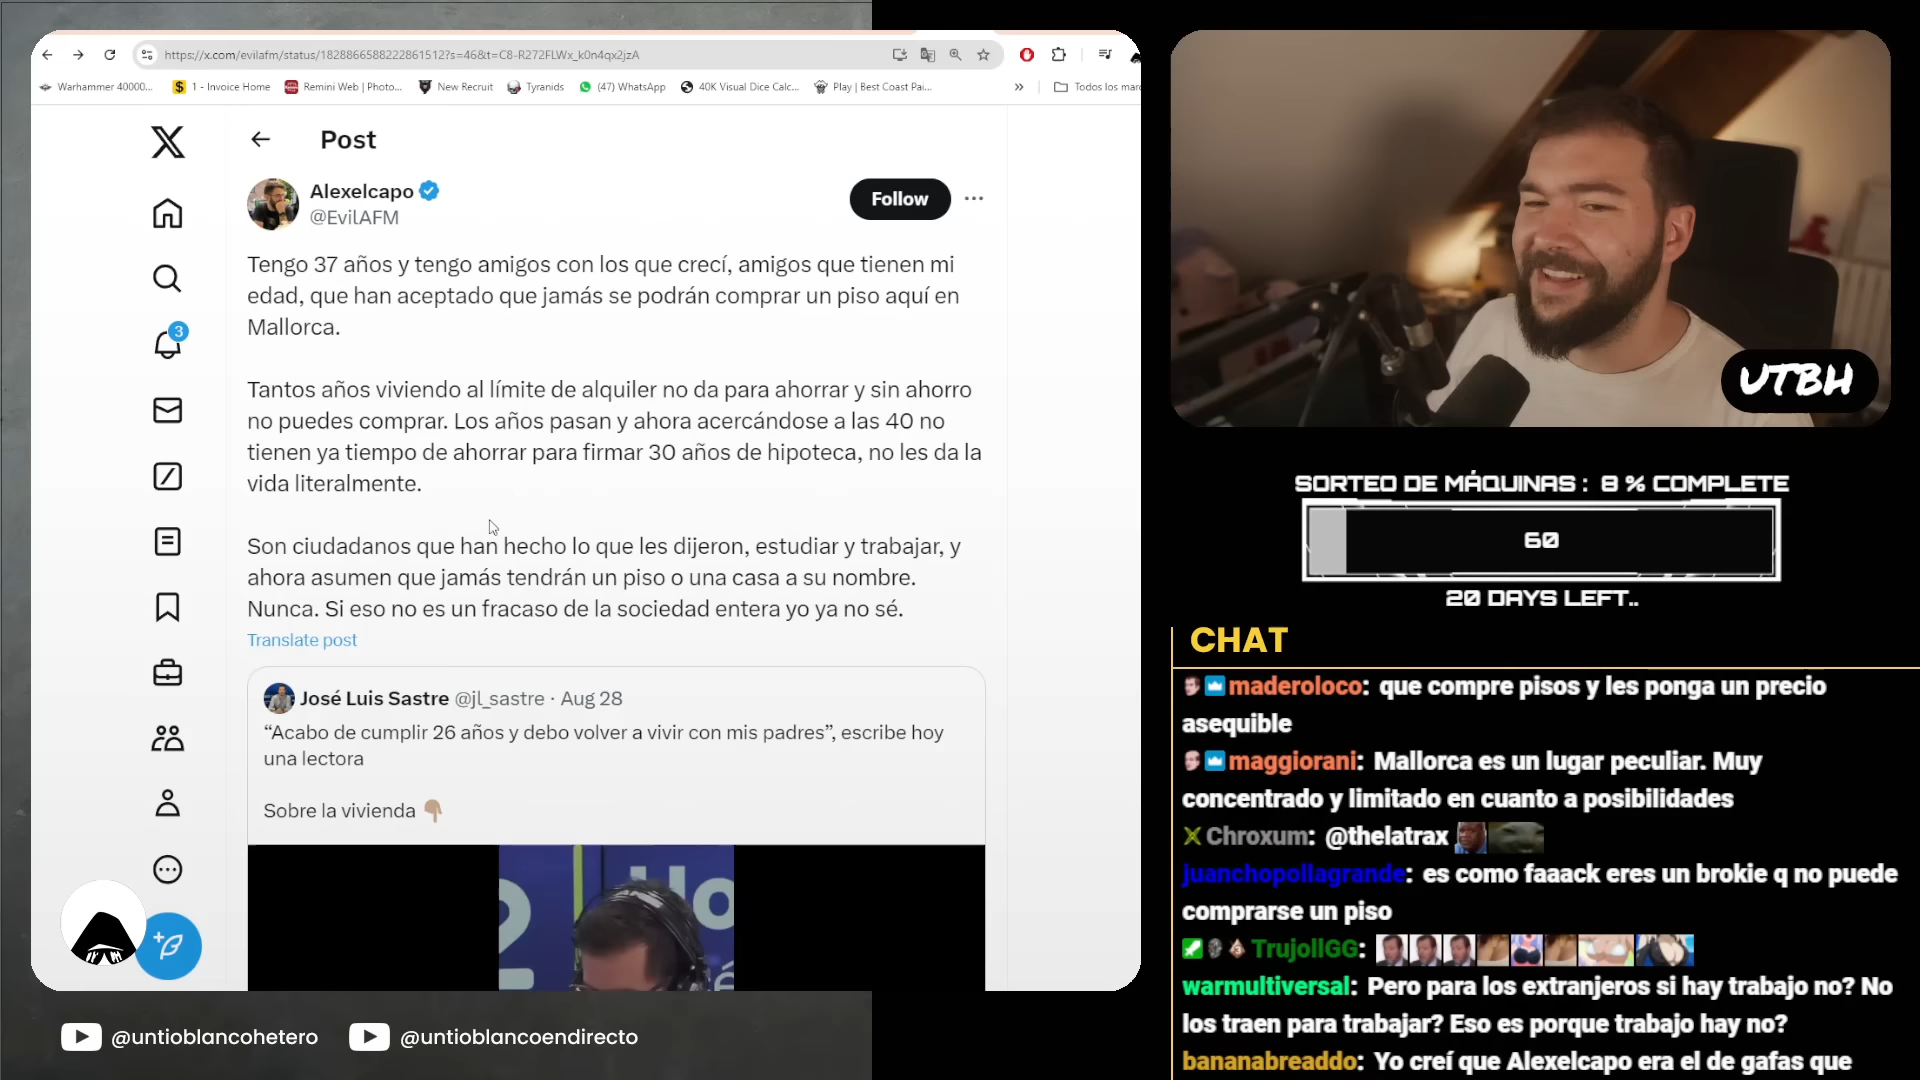 https://x.com/evilafm/status/1828866588222861512?s=46&t=C8-R272FLWx_k0n4qx2jzA
Warhammer 40000... 1 - Invoice Home Remini Web | Photo... New Recruit Tyranids (47) WhatsApp 40K Visual Dice Calc... Play | Best Coast Pai... » Todos los marc
Post
Alexelcapo
@EvilAFM
Follow
Tengo 37 años y tengo amigos con los que crecí, amigos que tienen mi
edad, que han aceptado que jamás se podrán comprar un piso aquí en
Mallorca.
Tantos años viviendo al límite de alquiler no da para ahorrar y sin ahorro
no puedes comprar. Los años pasan y ahora acercándose a las 40 no
tienen ya tiempo de ahorrar para firmar 30 años de hipoteca, no les da la
vida literalmente.
Son ciudadanos que han hecho lo que les dijeron, estudiar y trabajar, y
ahora asumen que jamás tendrán un piso o una casa a su nombre.
Nunca. Si eso no es un fracaso de la sociedad entera yo ya no sé.
Translate post
José Luis Sastre @jl_sastre · Aug 28
“Acabo de cumplir 26 años y debo volver a vivir con mis padres”, escribe hoy
una lectora
Sobre la vivienda
3
@untioblancohetero @untioblancoendirecto
UTBH
SORTEO DE MÁQUINAS : 8 % COMPLETE
60
20 DAYS LEFT..
CHAT
maderoloco: que compre pisos y les ponga un precio
asequible
maggiorani: Mallorca es un lugar peculiar. Muy
concentrado y limitado en cuanto a posibilidades
Chroxum: @thelatrax
juanchopollagrande: es como faaack eres un brokie q no puede
comprarse un piso
TrujollGG:
warmultiversal: Pero para los extranjeros si hay trabajo no? No
los traen para trabajar? Eso es porque trabajo hay no?
bananabreaddo: Yo creí que Alexelcapo era el de gafas que